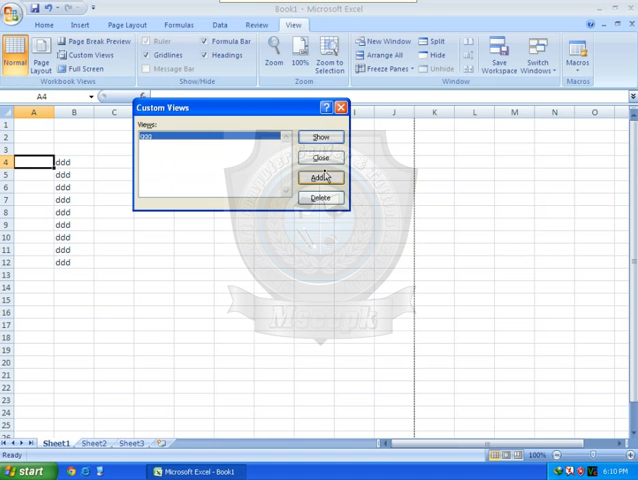 Book1 - Microsoft Excel
Home Insert Page Layout Formulas Data Review View
Normal
Page Layout
Page Break Preview
Custom Views
Full Screen
Workbook Views
Ruler
Gridlines
Message Bar
Formula Bar
Headings
Show/Hide
Zoom
100%
Zoom to Selection
Zoom
New Window
Arrange All
Freeze Panes
Split
Hide
Window
Save Workspace
Switch Windows
Macros
Macros
A4
Custom Views
Views:
ggg
Show
Close
Add
Delete
A B C I J K L M N O
1
2
3
4 ddd
5 ddd
6 ddd
7 ddd
8 ddd
9 ddd
10 ddd
11 ddd
12 ddd
13
14
15
16
17
18
19
20
21
22
23
24
25
Sheet1 Sheet2 Sheet3
Ready 100%
start Microsoft Excel - Book1 6:10 PM